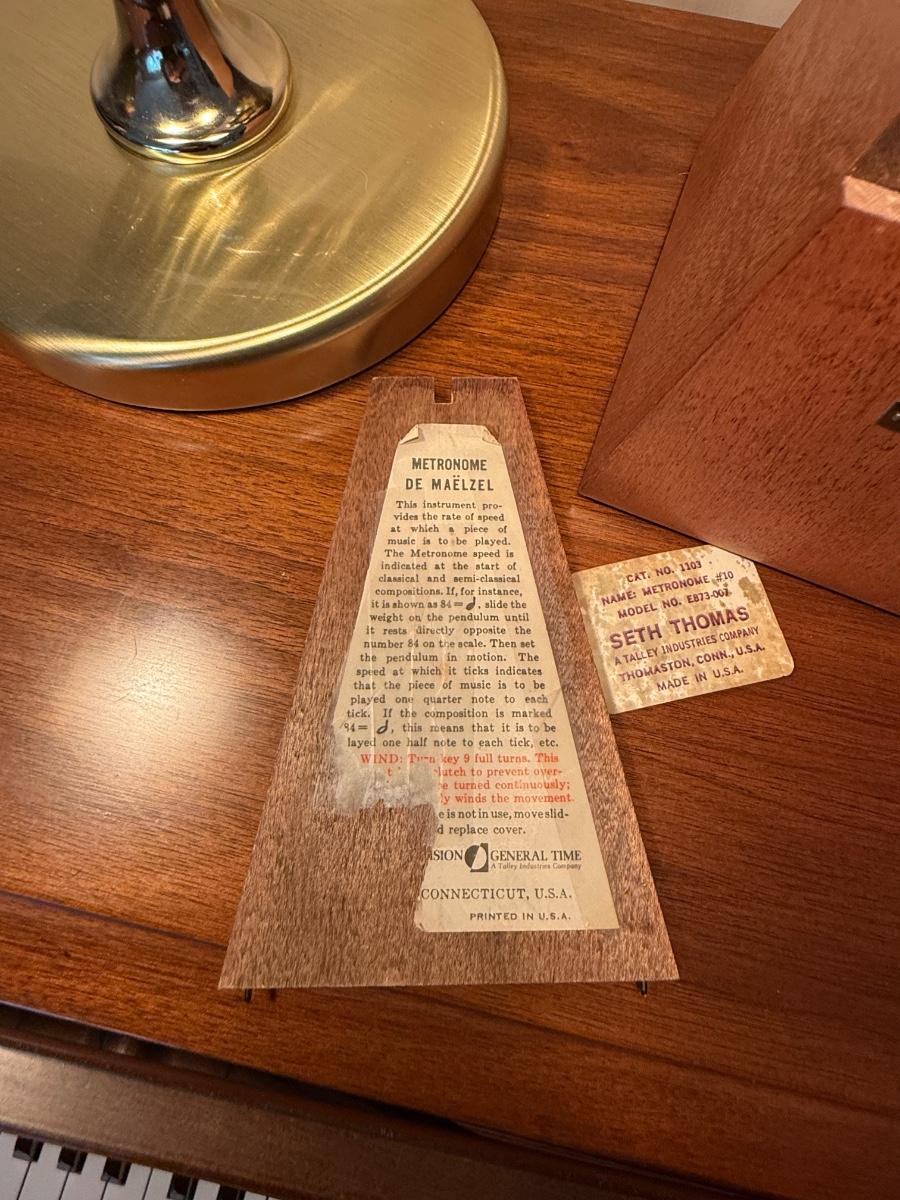 METRONOME
DE MAËLZEL
This instrument pro-
vides the rate of speed
at which a piece of
music is to be played.
The Metronome speed is
indicated at the start of
classical and semi-classical
compositions. If, for instance,
it is shown as 84 = 𝅗𝅥, slide the
weight on the pendulum until
it rests directly opposite the
number 84 on the scale. Then set
the pendulum in motion. The
speed at which it ticks indicates
that the piece of music is to be
played one quarter note to each
tick. If the composition is marked
84 = 𝅗𝅥, this means that it is to be
layed one half note to each tick, etc.
WIND: Turn key 9 full turns. This
lutch to prevent over-
e turned continuously;
y winds the movement.
e is not in use, move slid-
d replace cover.
ISION GENERAL TIME
A Talley Industries Company
CONNECTICUT, U.S.A.
PRINTED IN U.S.A.
CAT. NO. 1103
NAME: METRONOME #10
MODEL NO. E873-007
SETH THOMAS
A TALLEY INDUSTRIES COMPANY
THOMASTON, CONN., U.S.A.
MADE IN U.S.A.